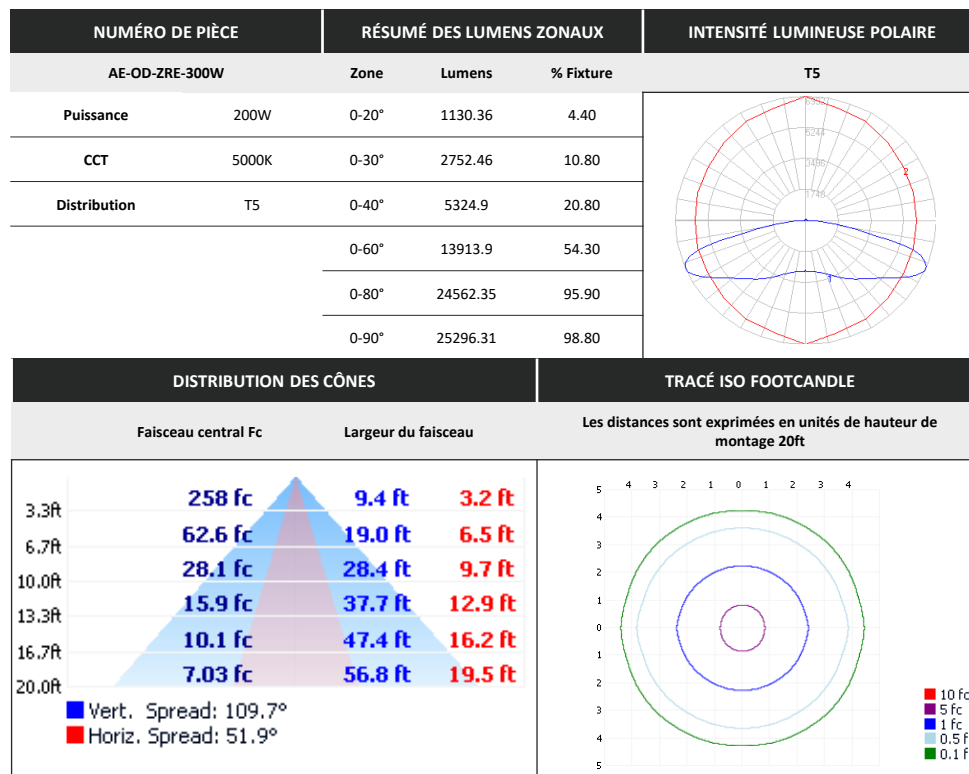 NUMÉRO DE PIÈCE
RÉSUMÉ DES LUMENS ZONAUX
INTENSITÉ LUMINEUSE POLAIRE
AE-OD-ZRE-300W
Zone Lumens % Fixture
T5
Puissance 200W
0-20° 1130.36 4.40
CCT 5000K
0-30° 2752.46 10.80
Distribution T5
0-40° 5324.9 20.80
0-60° 13913.9 54.30
0-80° 24562.35 95.90
0-90° 25296.31 98.80
5244
3496
1748
2
1
DISTRIBUTION DES CÔNES
TRACÉ ISO FOOTCANDLE
Faisceau central Fc Largeur du faisceau
Les distances sont exprimées en unités de hauteur de
montage 20ft
3.3ft 258 fc 9.4 ft 3.2 ft
6.7ft 62.6 fc 19.0 ft 6.5 ft
10.0ft 28.1 fc 28.4 ft 9.7 ft
13.3ft 15.9 fc 37.7 ft 12.9 ft
16.7ft 10.1 fc 47.4 ft 16.2 ft
20.0ft 7.03 fc 56.8 ft 19.5 ft
Vert. Spread: 109.7°
Horiz. Spread: 51.9°
4 3 2 1 0 1 2 3 4
5
4
3
2
1
0
1
2
3
4
5
10 fc
5 fc
1 fc
0.5 f
0.1 f